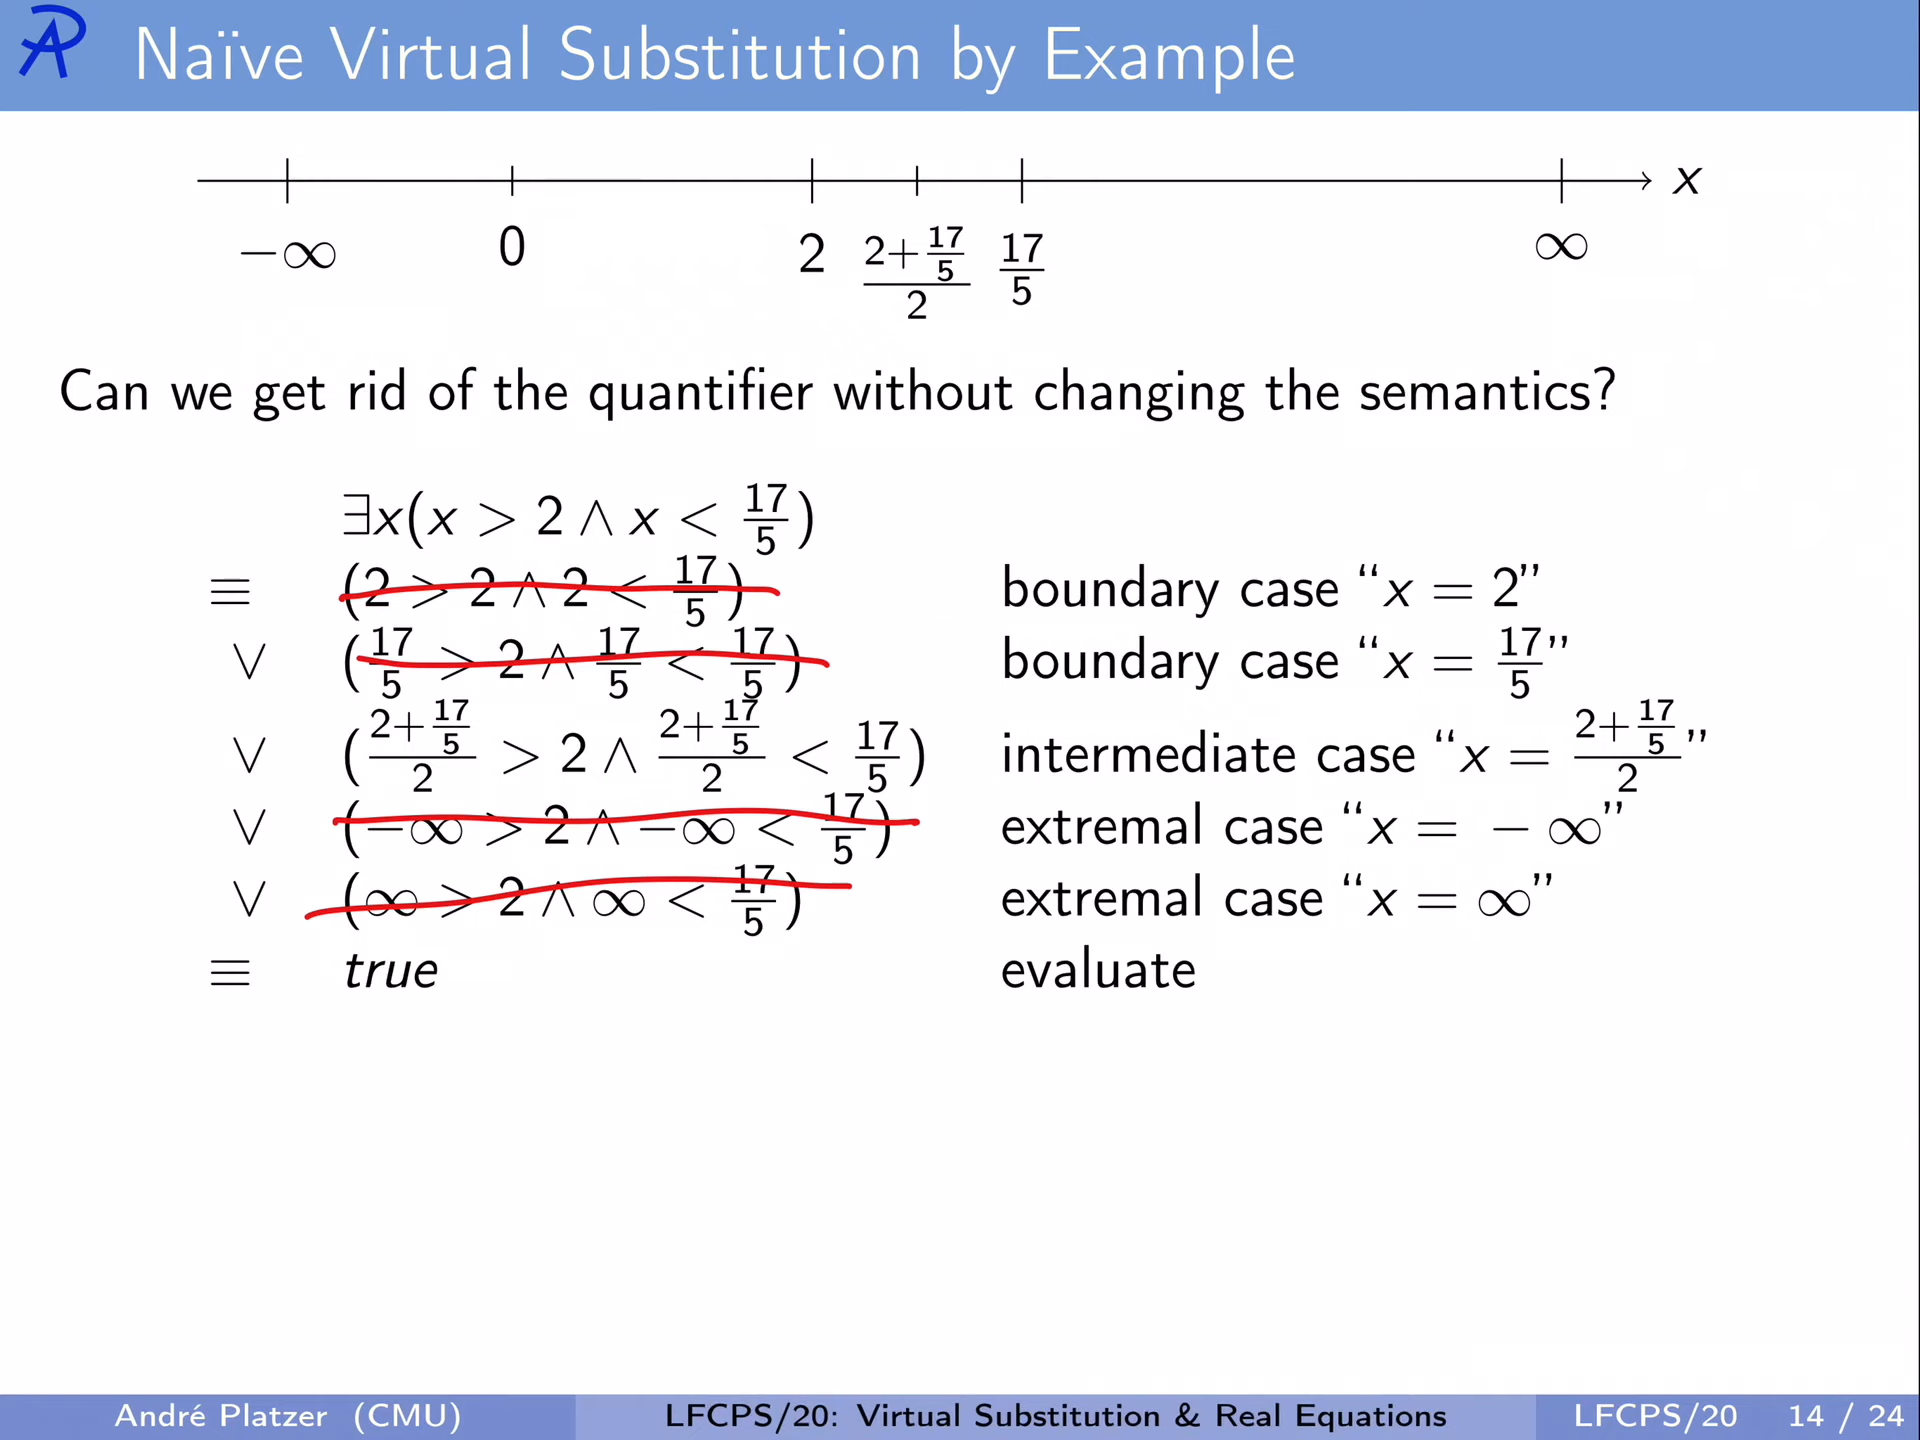 Naïve Virtual Substitution by Example
x
−∞ 0 2 (2+17/5)/2 17/5 ∞
Can we get rid of the quantifier without changing the semantics?
∃x(x > 2 ∧ x < 17/5)
≡ (2 > 2 ∧ 2 < 17/5) boundary case “x = 2”
∨ (17/5 > 2 ∧ 17/5 < 17/5) boundary case “x = 17/5”
∨ ((2+17/5)/2 > 2 ∧ (2+17/5)/2 < 17/5) intermediate case “x = (2+17/5)/2”
∨ (−∞ > 2 ∧ −∞ < 17/5) extremal case “x = −∞”
∨ (∞ > 2 ∧ ∞ < 17/5) extremal case “x = ∞”
≡ true evaluate
André Platzer (CMU) LFCPS/20: Virtual Substitution & Real Equations LFCPS/20 14 / 24